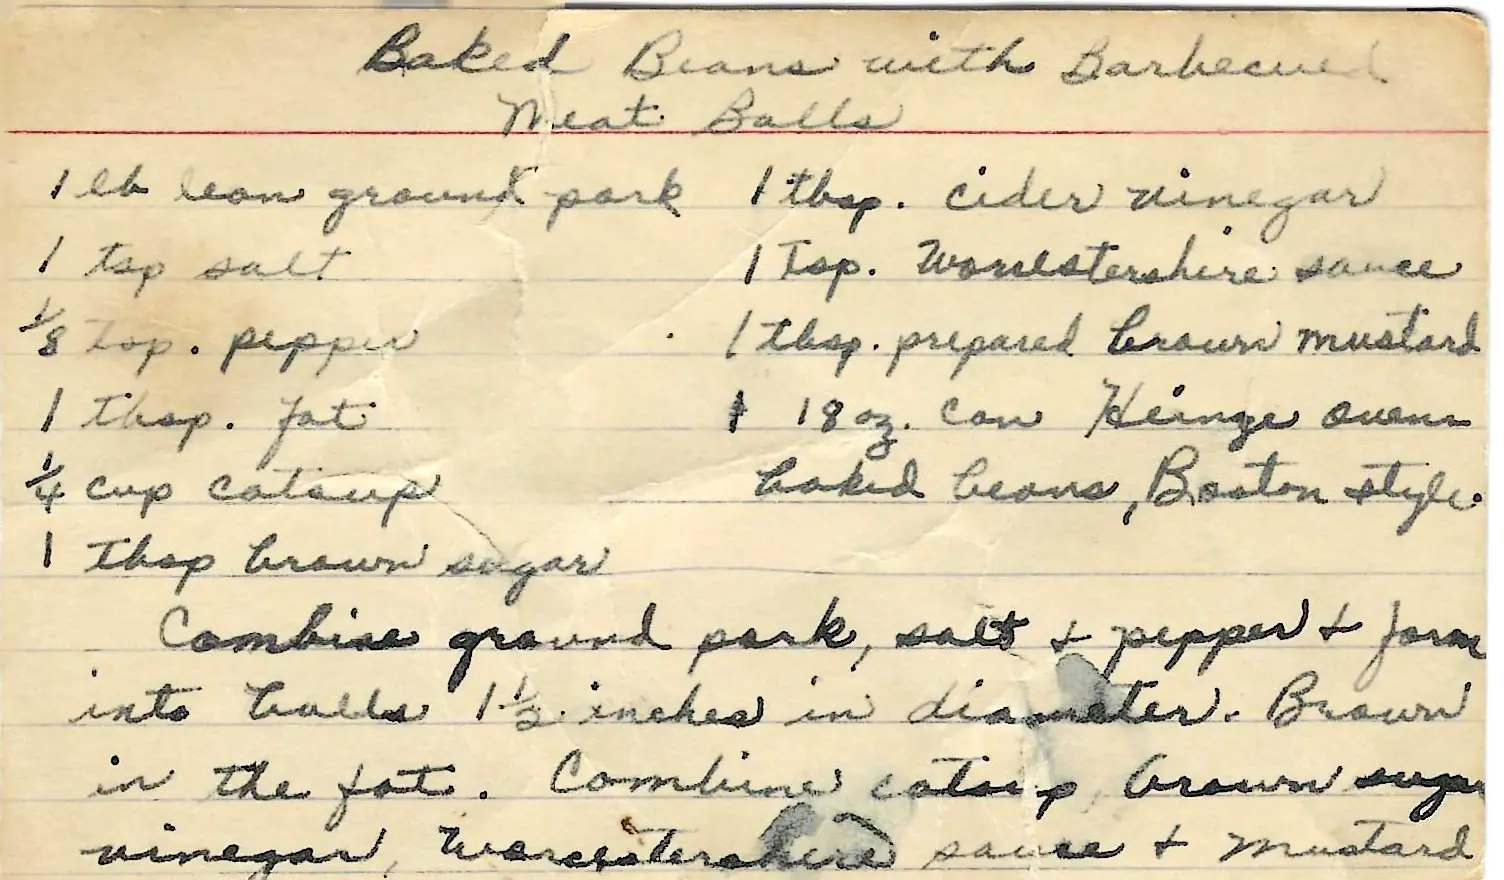 Baked Beans with Barbecued
Meat Balls
1 lb lean ground pork
1 tsp salt
1/8 tsp. pepper
1 tbsp. fat
1/4 cup catsup
1 tbsp brown sugar
1 tbsp. cider vinegar
1 Tsp. Worcestershire sauce
1 tbsp. prepared brown mustard
1 18 oz. can Heinze oven
baked beans, Boston style.
Combine ground pork, salt + pepper + form
into balls 1 1/2 inches in diameter. Brown
in the fat. Combine catsup, brown sugar
vinegar, Worcestershire sauce + mustard